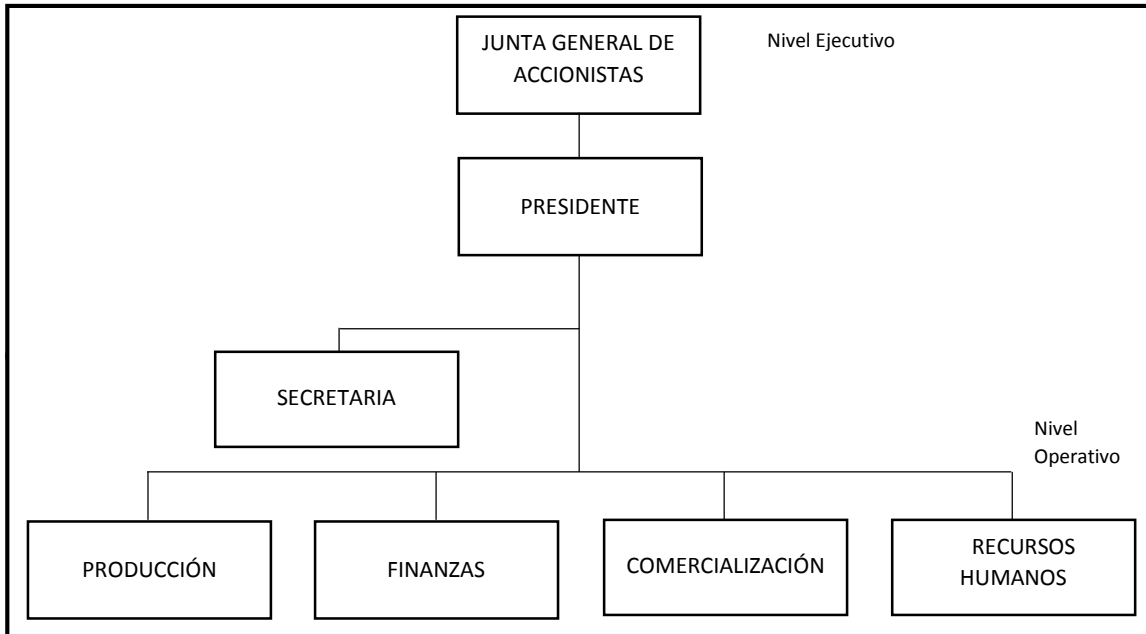 JUNTA GENERAL DE
ACCIONISTAS
Nivel Ejecutivo
PRESIDENTE
SECRETARIA
Nivel
Operativo
PRODUCCIÓN
FINANZAS
COMERCIALIZACIÓN
RECURSOS
HUMANOS